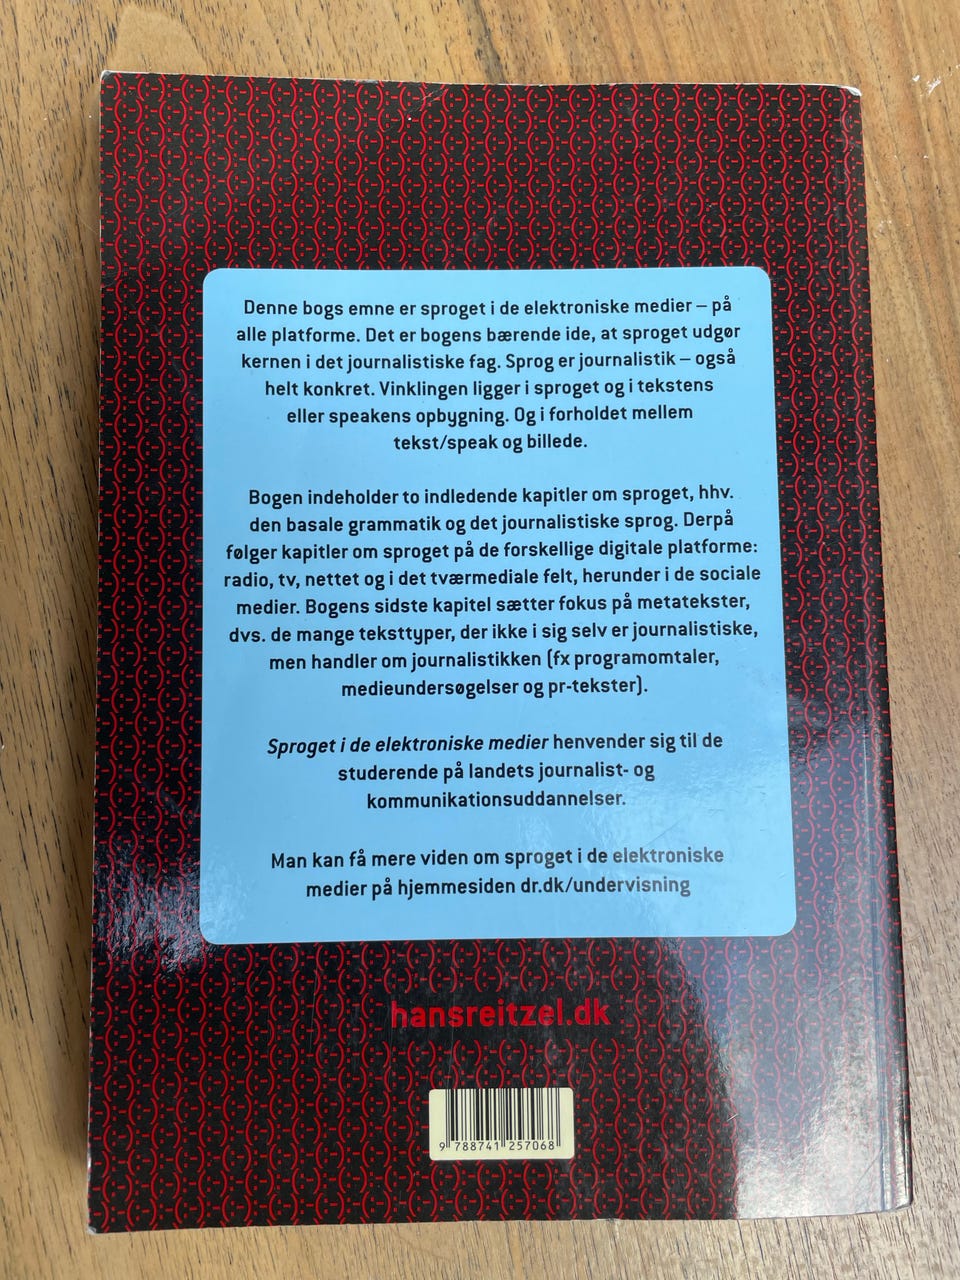 Denne bogs emne er sproget i de elektroniske medier – på
alle platforme. Det er bogens bærende ide, at sproget udgør
kernen i det journalistiske fag. Sprog er journalistik – også
helt konkret. Vinklingen ligger i sproget og i tekstens
eller speakens opbygning. Og i forholdet mellem
tekst/speak og billede.
Bogen indeholder to indledende kapitler om sproget, hhv.
den basale grammatik og det journalistiske sprog. Derpå
følger kapitler om sproget på de forskellige digitale platforme:
radio, tv, nettet og i det tværmediale felt, herunder i de sociale
medier. Bogens sidste kapitel sætter fokus på metatekster,
dvs. de mange teksttyper, der ikke i sig selv er journalistiske,
men handler om journalistikken (fx programomtaler,
medieundersøgelser og pr-tekster).
Sproget i de elektroniske medier henvender sig til de
studerende på landets journalist- og
kommunikationsuddannelser.
Man kan få mere viden om sproget i de elektroniske
medier på hjemmesiden dr.dk/undervisning
hansreitzel.dk
9 788741 257068